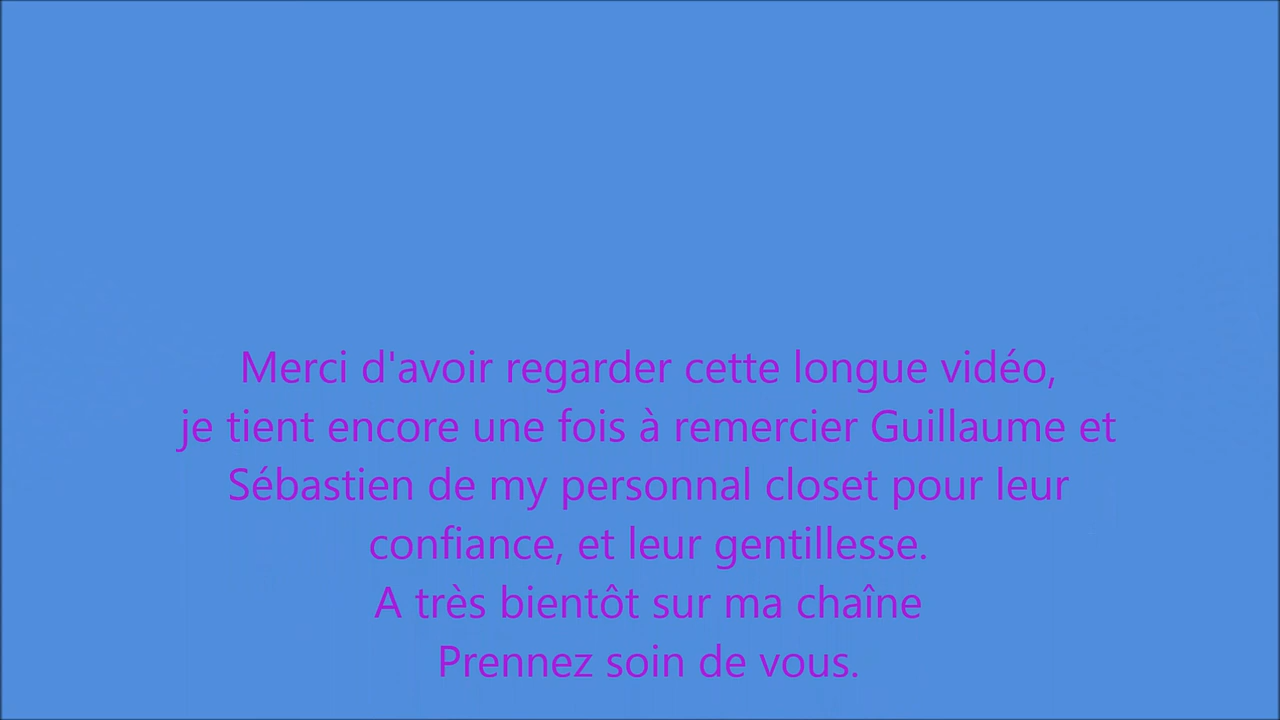 Merci d'avoir regarder cette longue vidéo,
je tient encore une fois à remercier Guillaume et
Sébastien de my personnal closet pour leur
confiance, et leur gentillesse.
A très bientôt sur ma chaîne
Prennez soin de vous.